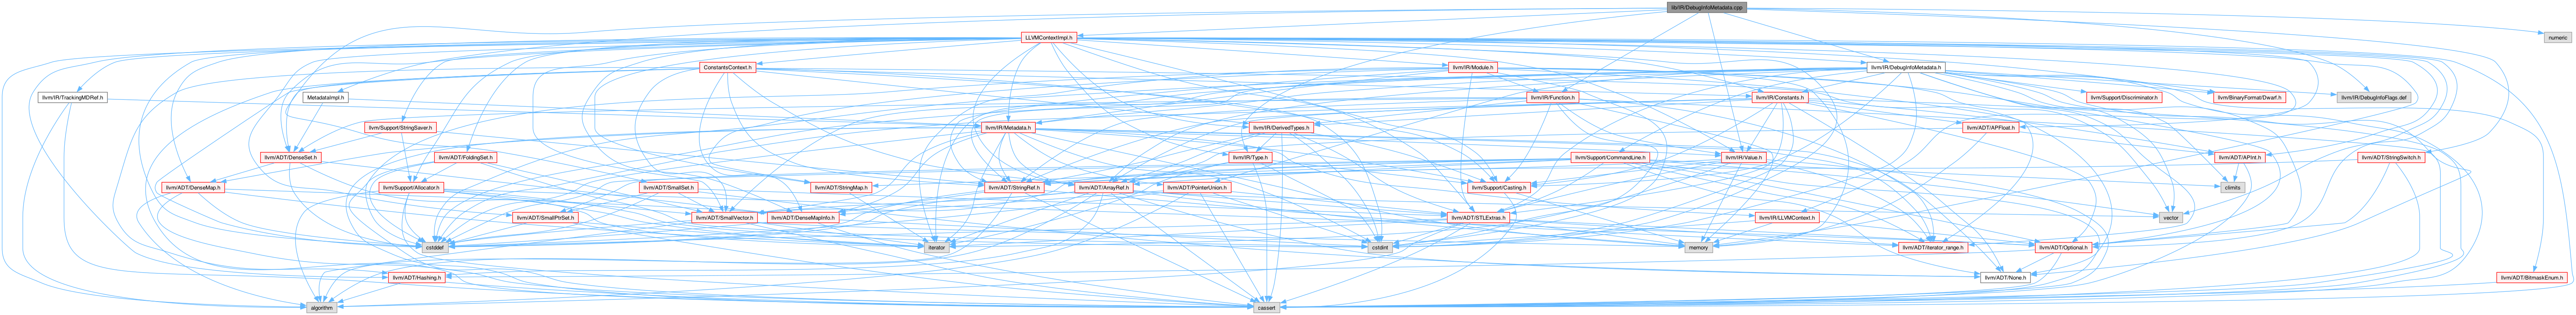 lib/IR/DebugInfoMetadata.cpp
LLVMContextImpl.h
numeric
ConstantsContext.h
llvm/IR/Module.h
llvm/IR/DebugInfoMetadata.h
llvm/IR/TrackingMDRef.h
MetadataImpl.h
llvm/IR/Function.h
llvm/IR/Constants.h
llvm/Support/Discriminator.h
llvm/BinaryFormat/Dwarf.h
llvm/IR/DebugInfoFlags.def
llvm/Support/StringSaver.h
llvm/IR/Metadata.h
llvm/IR/DerivedTypes.h
llvm/ADT/APFloat.h
llvm/ADT/DenseSet.h
llvm/ADT/FoldingSet.h
llvm/IR/Type.h
llvm/Support/CommandLine.h
llvm/IR/Value.h
llvm/ADT/APInt.h
llvm/ADT/StringSwitch.h
llvm/ADT/DenseMap.h
llvm/Support/Allocator.h
llvm/ADT/SmallSet.h
llvm/ADT/StringMap.h
llvm/ADT/StringRef.h
llvm/ADT/ArrayRef.h
llvm/ADT/PointerUnion.h
llvm/Support/Casting.h
climits
llvm/ADT/SmallPtrSet.h
llvm/ADT/SmallVector.h
llvm/ADT/DenseMapInfo.h
llvm/ADT/STLExtras.h
llvm/IR/LLVMContext.h
vector
cstddef
iterator
cstdint
memory
llvm/ADT/iterator_range.h
llvm/ADT/Optional.h
llvm/ADT/Hashing.h
llvm/ADT/None.h
llvm/ADT/BitmaskEnum.h
algorithm
cassert